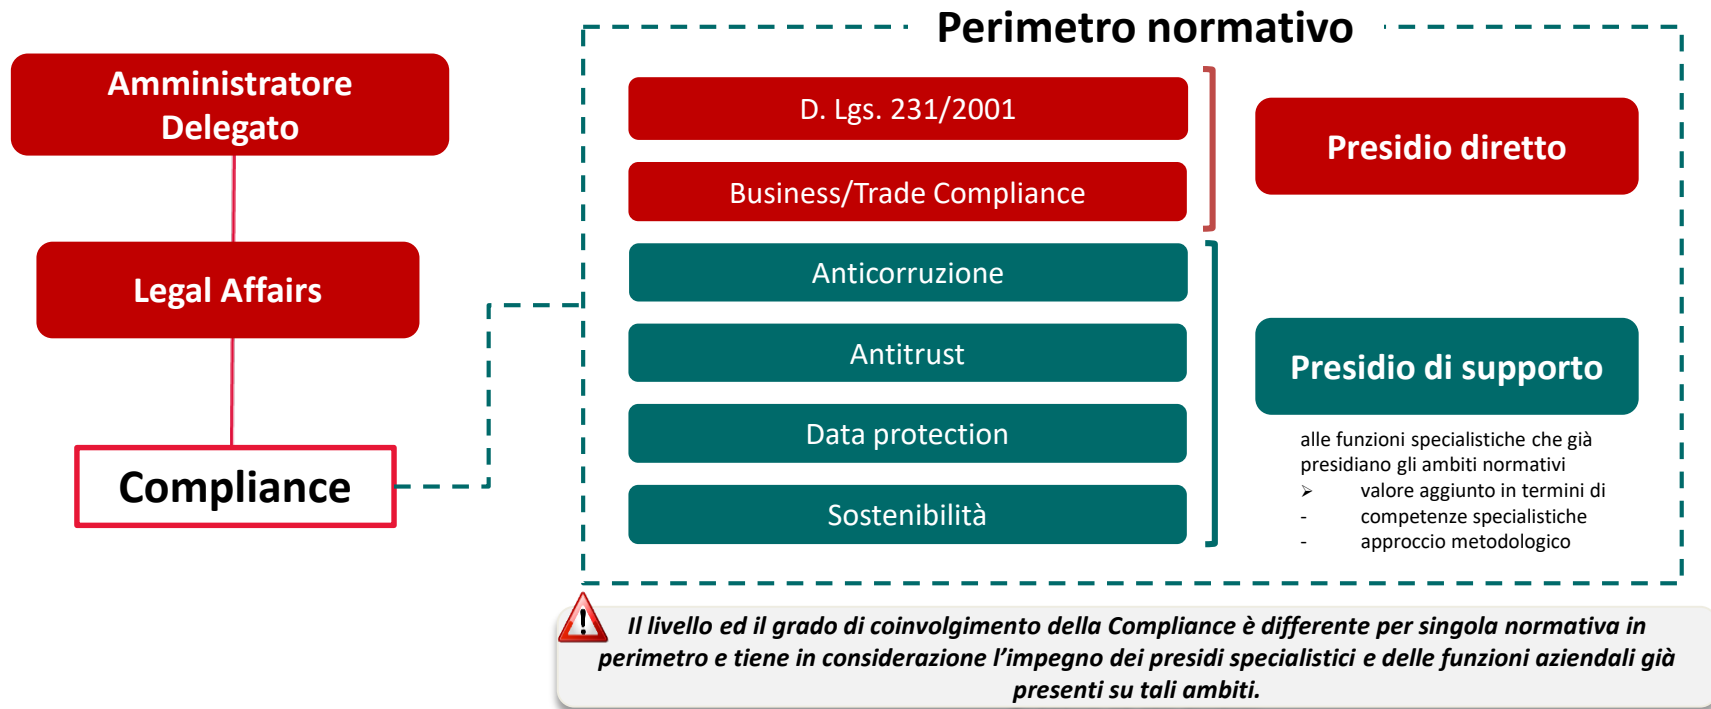 Perimetro normativo
Amministratore
Delegato
Legal Affairs
Compliance
D. Lgs. 231/2001
Business/Trade Compliance
Anticorruzione
Antitrust
Data protection
Sostenibilità
Presidio diretto
Presidio di supporto
alle funzioni specialistiche che già
presidiano gli ambiti normativi
➢ valore aggiunto in termini di
- competenze specialistiche
- approccio metodologico
Il livello ed il grado di coinvolgimento della Compliance è differente per singola normativa in
perimetro e tiene in considerazione l’impegno dei presidi specialistici e delle funzioni aziendali già
presenti su tali ambiti.